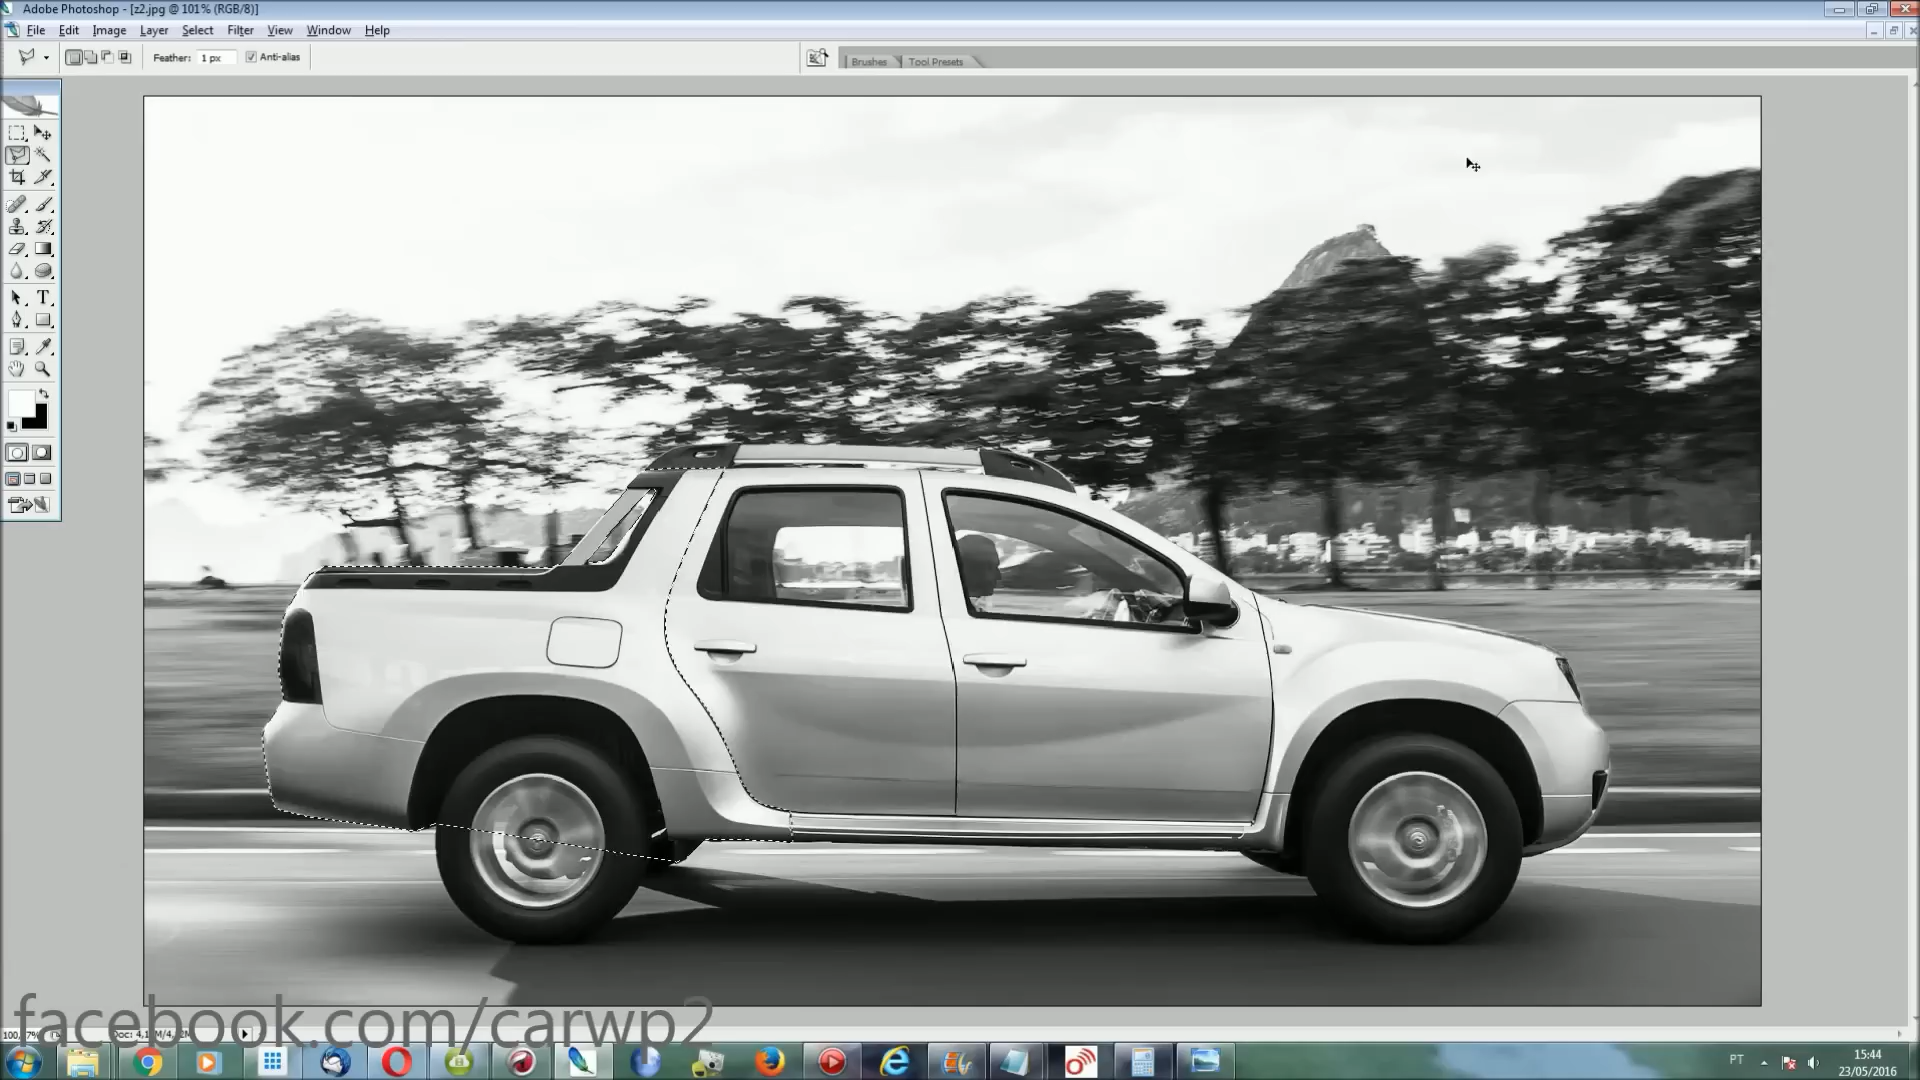 Adobe Photoshop - [z2.jpg @ 101% (RGB/8)]
File Edit Image Layer Select Filter View Window Help
Feather: 1 px Anti-alias Brushes Tool Presets
T
facebook.com/carwp2
PT
15:44
23/05/2016